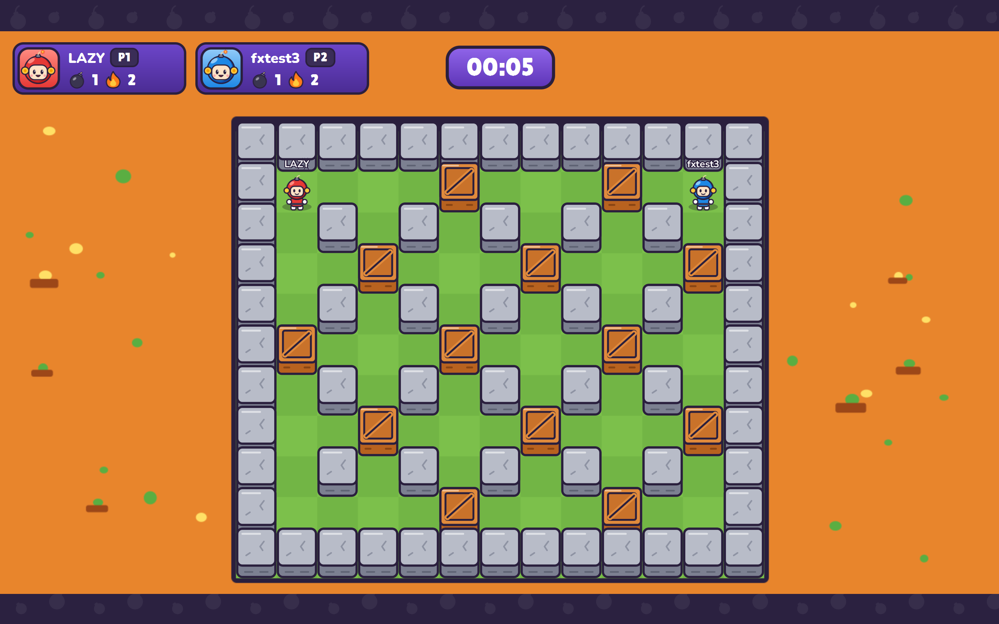 LAZY P1
1 2
fxtest3 P2
1 2
00:05
LAZY
fxtest3